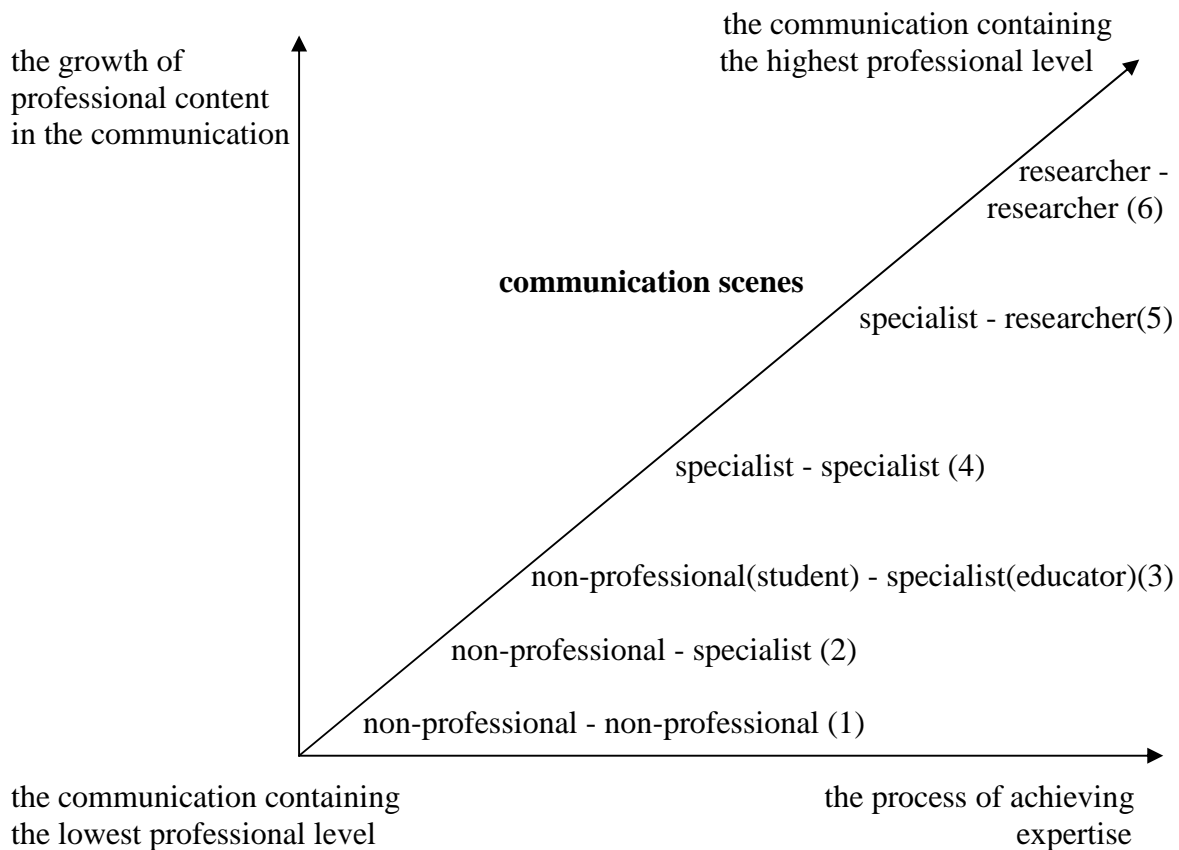 the growth of
professional content
in the communication
the communication containing
the highest professional level
researcher -
researcher (6)
communication scenes
specialist - researcher(5)
specialist - specialist (4)
non-professional(student) - specialist(educator)(3)
non-professional - specialist (2)
non-professional - non-professional (1)
the communication containing
the lowest professional level
the process of achieving
expertise